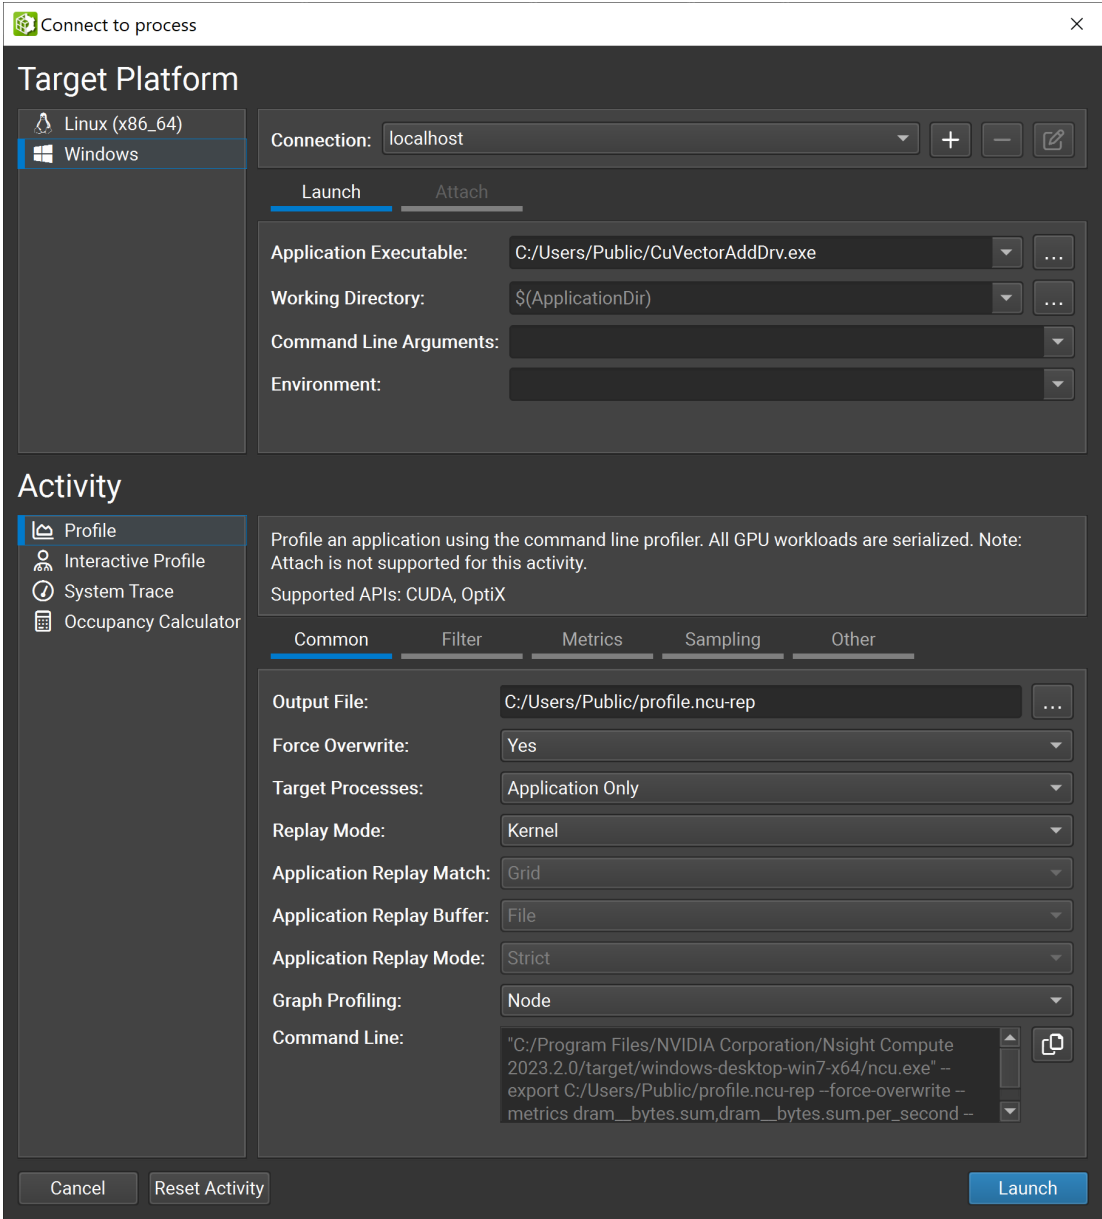 Connect to process
Target Platform
Linux (x86_64)
Windows
Connection:
localhost
Launch
Attach
Application Executable:
C:/Users/Public/CuVectorAddDrv.exe
...
Working Directory:
$(ApplicationDir)
...
Command Line Arguments:
Environment:
Activity
Profile
Interactive Profile
System Trace
Occupancy Calculator
Profile an application using the command line profiler. All GPU workloads are serialized. Note:
Attach is not supported for this activity.
Supported APIs: CUDA, OptiX
Common
Filter
Metrics
Sampling
Other
Output File:
C:/Users/Public/profile.ncu-rep
...
Force Overwrite:
Yes
Target Processes:
Application Only
Replay Mode:
Kernel
Application Replay Match:
Grid
Application Replay Buffer:
File
Application Replay Mode:
Strict
Graph Profiling:
Node
Command Line:
"C:/Program Files/NVIDIA Corporation/Nsight Compute
2023.2.0/target/windows-desktop-win7-x64/ncu.exe" --
export C:/Users/Public/profile.ncu-rep --force-overwrite --
metrics dram__bytes.sum,dram__bytes.sum.per_second --
Cancel
Reset Activity
Launch